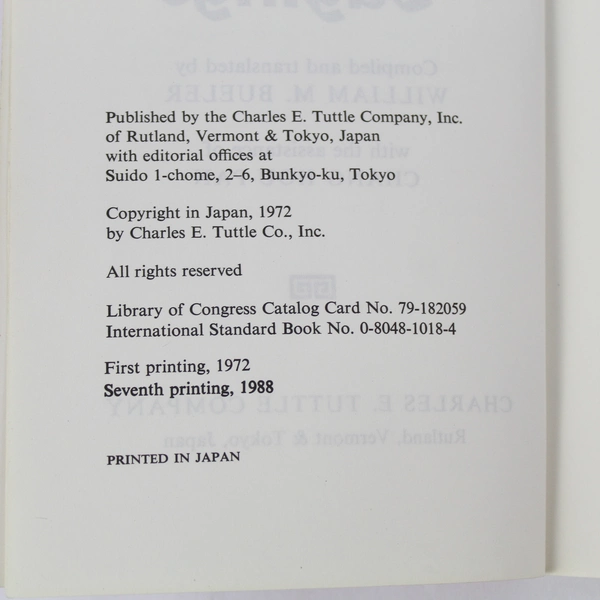 Published by the Charles E. Tuttle Company, Inc.
of Rutland, Vermont & Tokyo, Japan
with editorial offices at
Suido 1-chome, 2–6, Bunkyo-ku, Tokyo
Copyright in Japan, 1972
by Charles E. Tuttle Co., Inc.
All rights reserved
Library of Congress Catalog Card No. 79-182059
International Standard Book No. 0-8048-1018-4
First printing, 1972
Seventh printing, 1988
PRINTED IN JAPAN